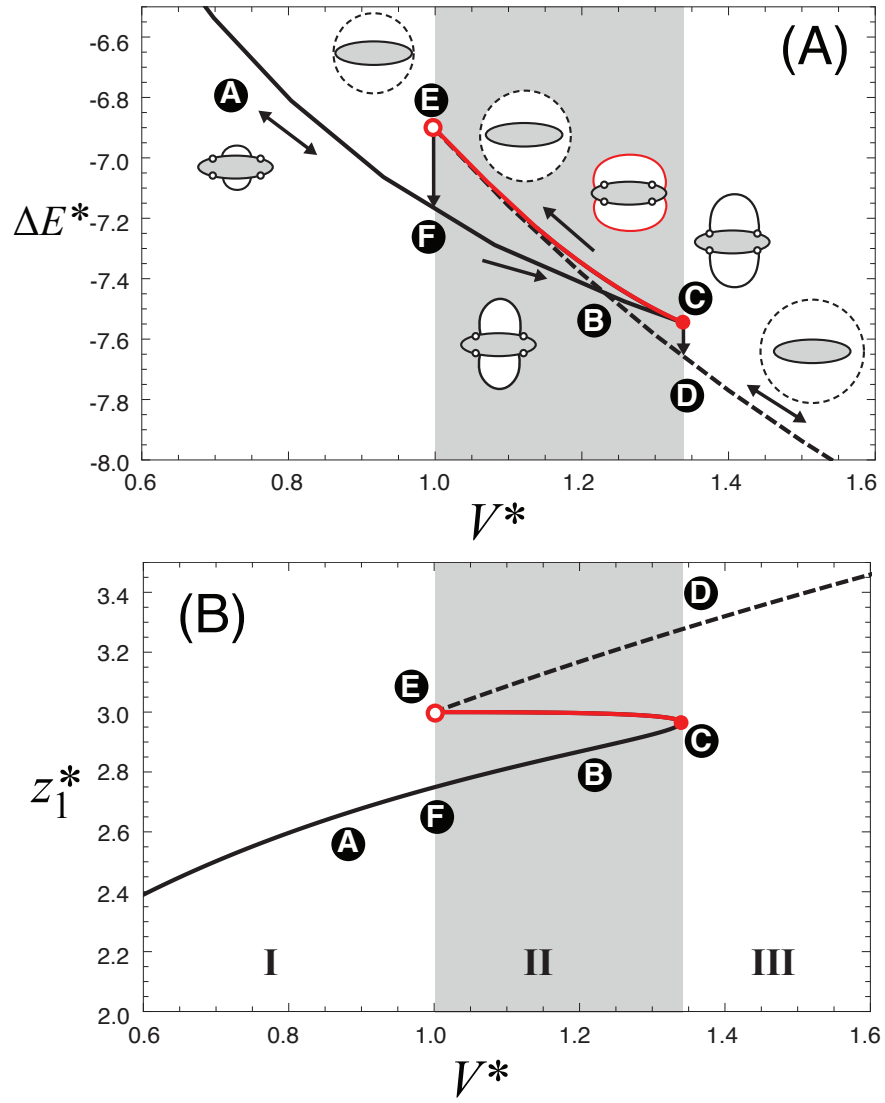 (A)
-6.6
-6.8
-7.0
-7.2
-7.4
-7.6
-7.8
-8.0
ΔE*
A
E
F
B
C
D
0.6 0.8 1.0 1.2 1.4 1.6
V*
(B)
3.4
3.2
3.0
2.8
2.6
2.4
2.2
2.0
z₁*
D
E
C
B
F
A
I II III
0.6 0.8 1.0 1.2 1.4 1.6
V*